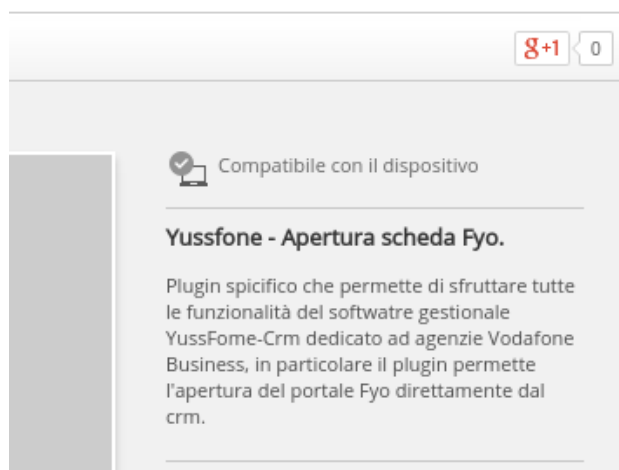 g+1 0
Compatibile con il dispositivo
Yussfone - Apertura scheda Fyo.
Plugin spicifico che permette di sfruttare tutte
le funzionalità del softwatre gestionale
YussFome-Crm dedicato ad agenzie Vodafone
Business, in particolare il plugin permette
l'apertura del portale Fyo direttamente dal
crm.